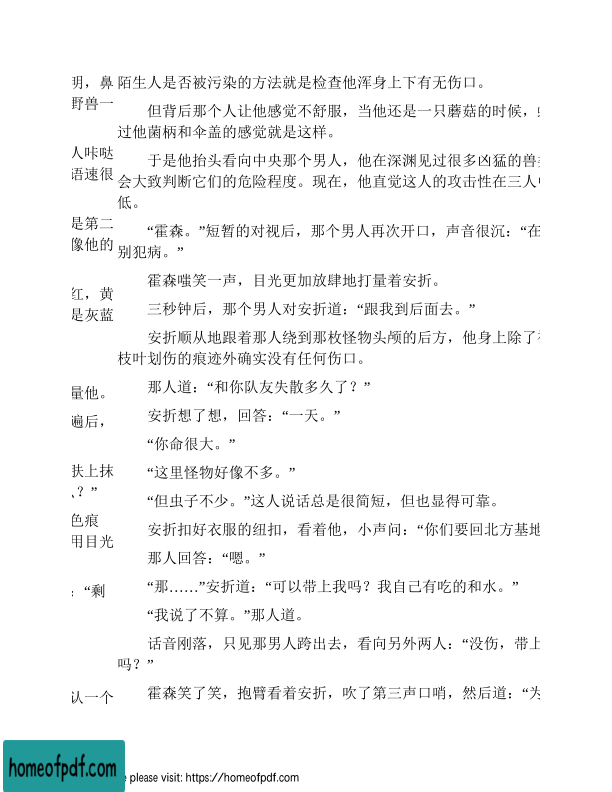 明，鼻
野兽一
人咔哒
语速很
是第二
像他的
红，黄
是灰蓝
量他。
遍后，
肤上抹
？”
色痕
用目光
：“剩
认一个
陌生人是否被污染的方法就是检查他浑身上下有无伤口。
但背后那个人让他感觉不舒服，当他还是一只蘑菇的时候，
过他菌柄和伞盖的感觉就是这样。
于是他抬头看向中央那个男人，他在深渊见过很多凶猛的兽
会大致判断它们的危险程度。现在，他直觉这人的攻击性在三人
低。
“霍森。”短暂的对视后，那个男人再次开口，声音很沉：“在
别犯病。”
霍森嗤笑一声，目光更加放肆地打量着安折。
三秒钟后，那个男人对安折道：“跟我到后面去。”
安折顺从地跟着那人绕到那枚怪物头颅的后方，他身上除了
枝叶划伤的痕迹外确实没有任何伤口。
那人道：“和你队友失散多久了？”
安折想了想，回答：“一天。”
“你命很大。”
“这里怪物好像不多。”
“但虫子不少。”这人说话总是很简短，但也显得可靠。
安折扣好衣服的纽扣，看着他，小声问：“你们要回北方基地
那人回答：“嗯。”
“那……”安折道：“可以带上我吗？我自己有吃的和水。”
“我说了不算。”那人道。
话音刚落，只见那男人跨出去，看向另外两人：“没伤，带上
吗？”
霍森笑了笑，抱臂看着安折，吹了第三声口哨，然后道：“为
homeofpdf.com
e please visit: https://homeofpdf.com